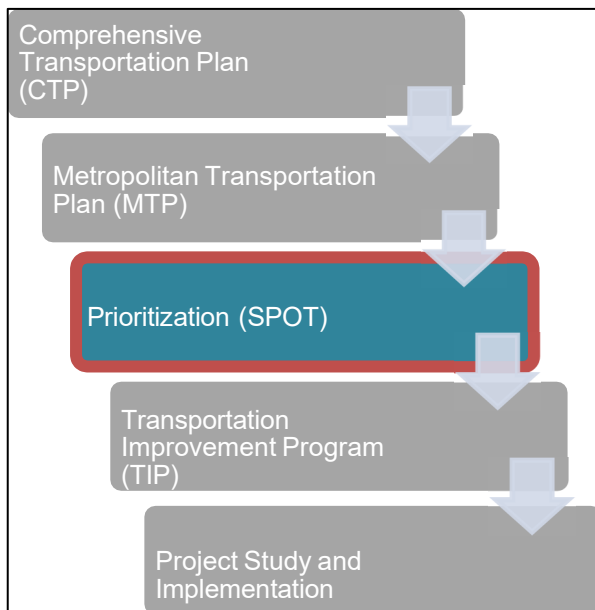 Comprehensive
Transportation Plan
(CTP)
Metropolitan Transportation
Plan (MTP)
Prioritization (SPOT)
Transportation
Improvement Program
(TIP)
Project Study and
Implementation